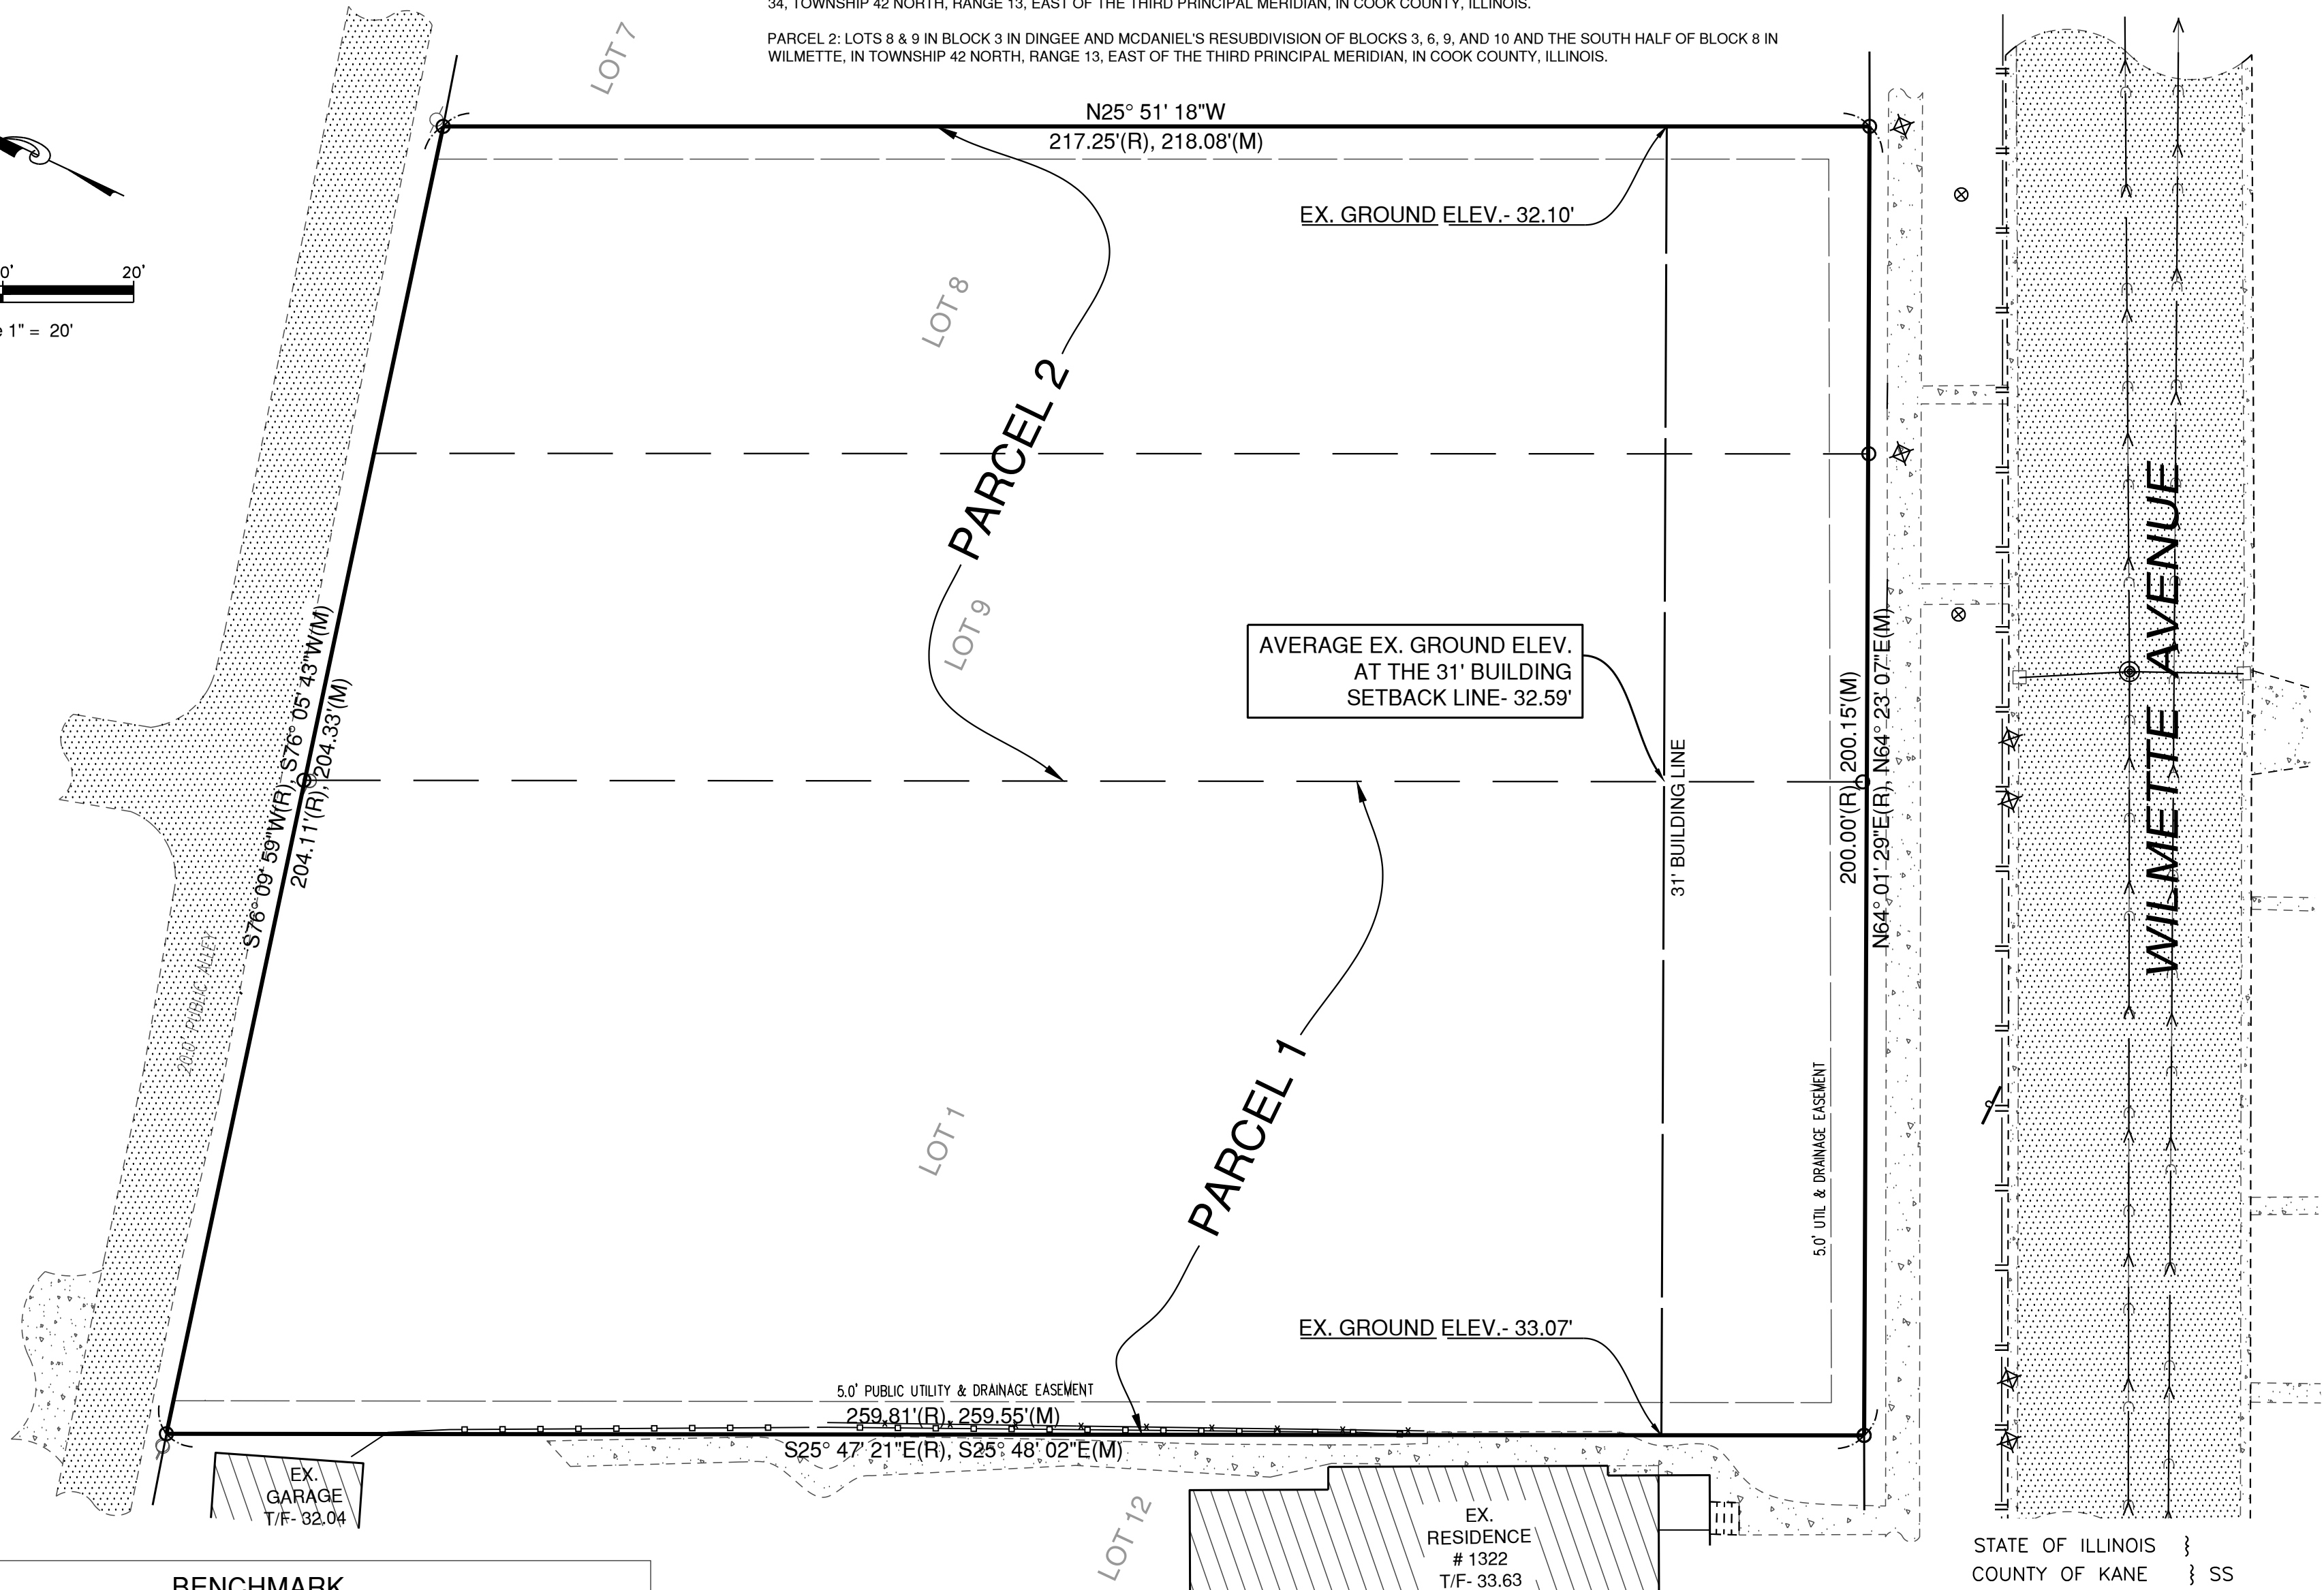 34, TOWNSHIP 42 NORTH, RANGE 13, EAST OF THE THIRD PRINCIPAL MERIDIAN, IN COOK COUNTY, ILLINOIS.
PARCEL 2: LOTS 8 & 9 IN BLOCK 3 IN DINGEE AND MCDANIEL'S RESUBDIVISION OF BLOCKS 3, 6, 9, AND 10 AND THE SOUTH HALF OF BLOCK 8 IN
WILMETTE, IN TOWNSHIP 42 NORTH, RANGE 13, EAST OF THE THIRD PRINCIPAL MERIDIAN, IN COOK COUNTY, ILLINOIS.
LOT 7
N25° 51' 18"W
217.25'(R), 218.08'(M)
EX. GROUND ELEV.- 32.10'
0'
20'
1" = 20'
LOT 8
PARCEL 2
LOT 9
AVERAGE EX. GROUND ELEV.
AT THE 31' BUILDING
SETBACK LINE- 32.59'
31' BUILDING LINE
200.00'(R), 200.15'(M)
N64° 01' 29"E(R), N64° 23' 07"E(M)
WILMETTE AVENUE
S76° 09' 59"W(R), S76° 05' 43"W(M)
204.11'(R), 204.33'(M)
20.0' PUBLIC ALLEY
LOT 1
PARCEL 1
5.0' UTIL & DRAINAGE EASEMENT
EX. GROUND ELEV.- 33.07'
5.0' PUBLIC UTILITY & DRAINAGE EASEMENT
259.81'(R), 259.55'(M)
S25° 47' 21"E(R), S25° 48' 02"E(M)
EX.
GARAGE
T/F- 32.04
LOT 12
EX.
RESIDENCE
# 1322
T/F- 33.63
BENCHMARK
STATE OF ILLINOIS
COUNTY OF KANE SS